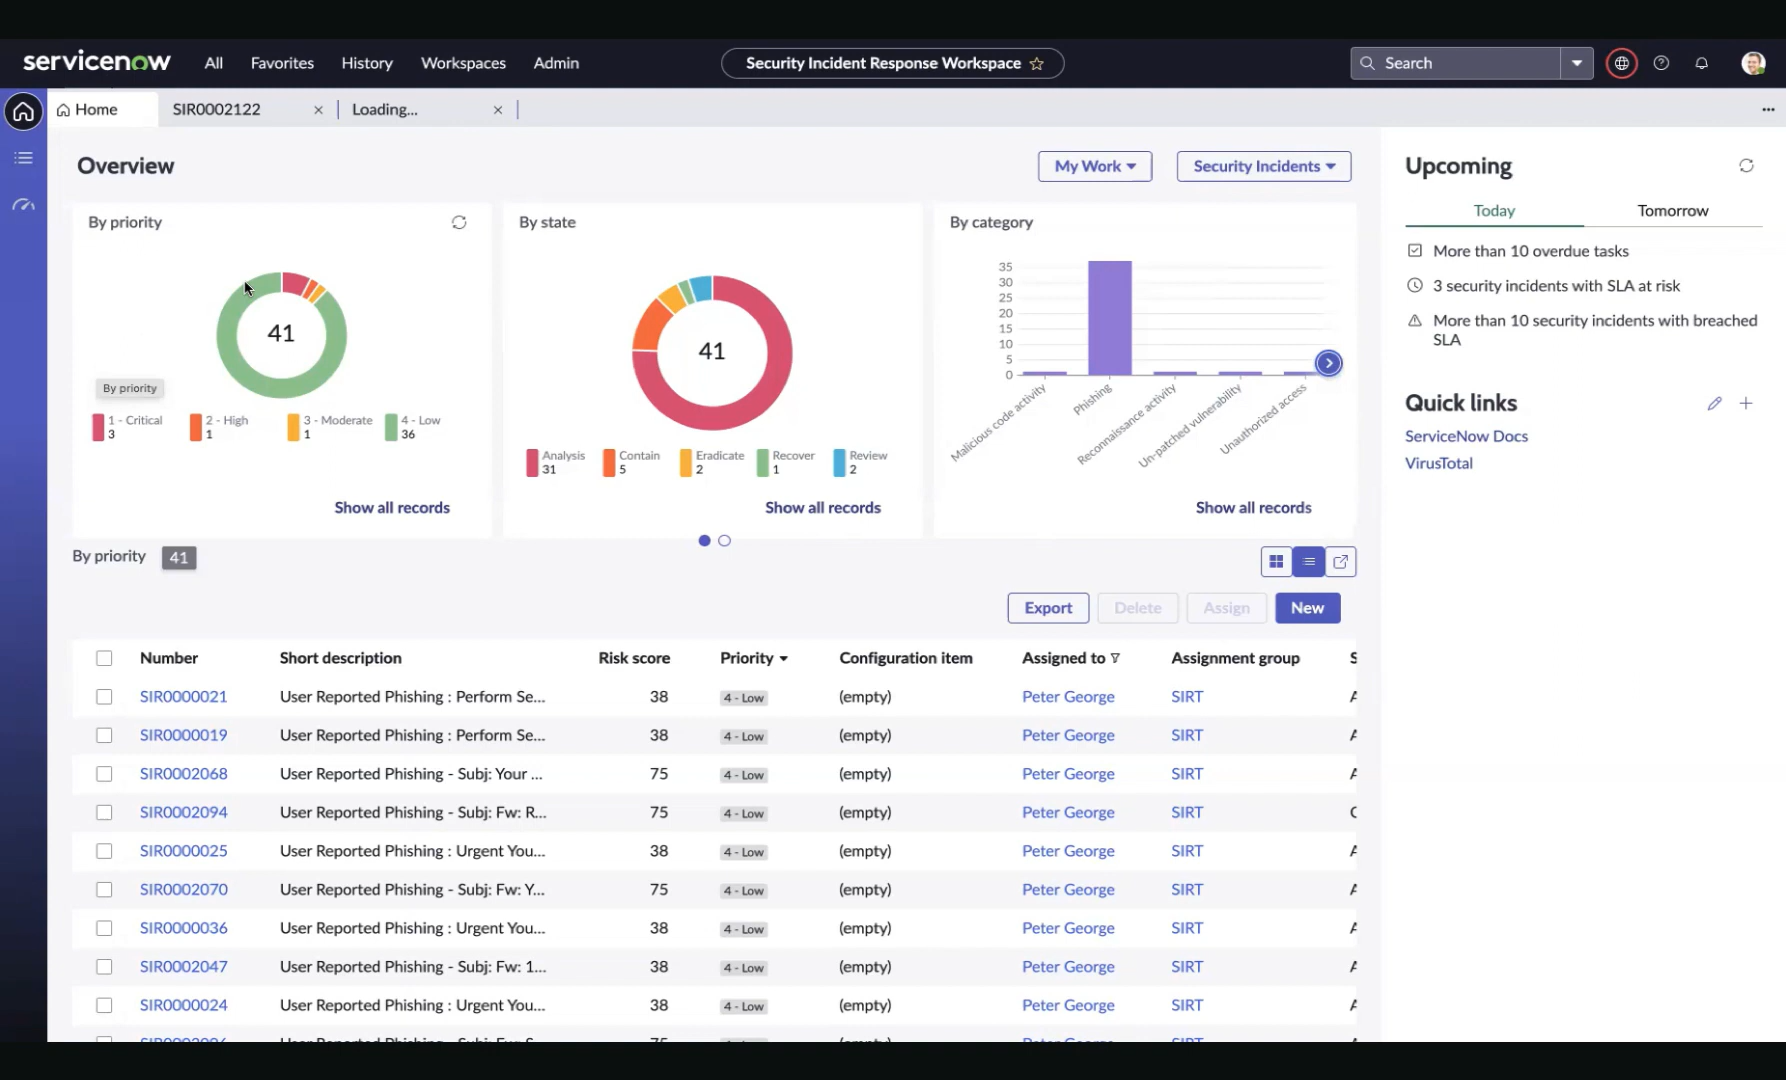 servicenow All Favorites History Workspaces Admin Security Incident Response Workspace Search
Home SIR0002122 Loading...
Overview My Work Security Incidents
By priority
41
By priority
1 - Critical 2 - High 3 - Moderate 4 - Low
3 1 1 36
Show all records
By state
41
Analysis Contain Eradicate Recover Review
31 5 2 1 2
Show all records
By category
35
30
25
20
15
10
5
0
Malicious code activity
Phishing
Reconnaissance activity
Un-patched vulnerability
Unauthorized access
Show all records
Upcoming
Today Tomorrow
More than 10 overdue tasks
3 security incidents with SLA at risk
More than 10 security incidents with breached
SLA
Quick links
ServiceNow Docs
VirusTotal
By priority 41
Export Delete Assign New
Number Short description Risk score Priority Configuration item Assigned to Assignment group
SIR0000021 User Reported Phishing : Perform Se... 38 4 - Low (empty) Peter George SIRT
SIR0000019 User Reported Phishing : Perform Se... 38 4 - Low (empty) Peter George SIRT
SIR0002068 User Reported Phishing - Subj: Your ... 75 4 - Low (empty) Peter George SIRT
SIR0002094 User Reported Phishing - Subj: Fw: R... 75 4 - Low (empty) Peter George SIRT
SIR0000025 User Reported Phishing : Urgent You... 38 4 - Low (empty) Peter George SIRT
SIR0002070 User Reported Phishing - Subj: Fw: Y... 75 4 - Low (empty) Peter George SIRT
SIR0000036 User Reported Phishing : Urgent You... 38 4 - Low (empty) Peter George SIRT
SIR0002047 User Reported Phishing - Subj: Fw: 1... 38 4 - Low (empty) Peter George SIRT
SIR0000024 User Reported Phishing : Urgent You... 38 4 - Low (empty) Peter George SIRT